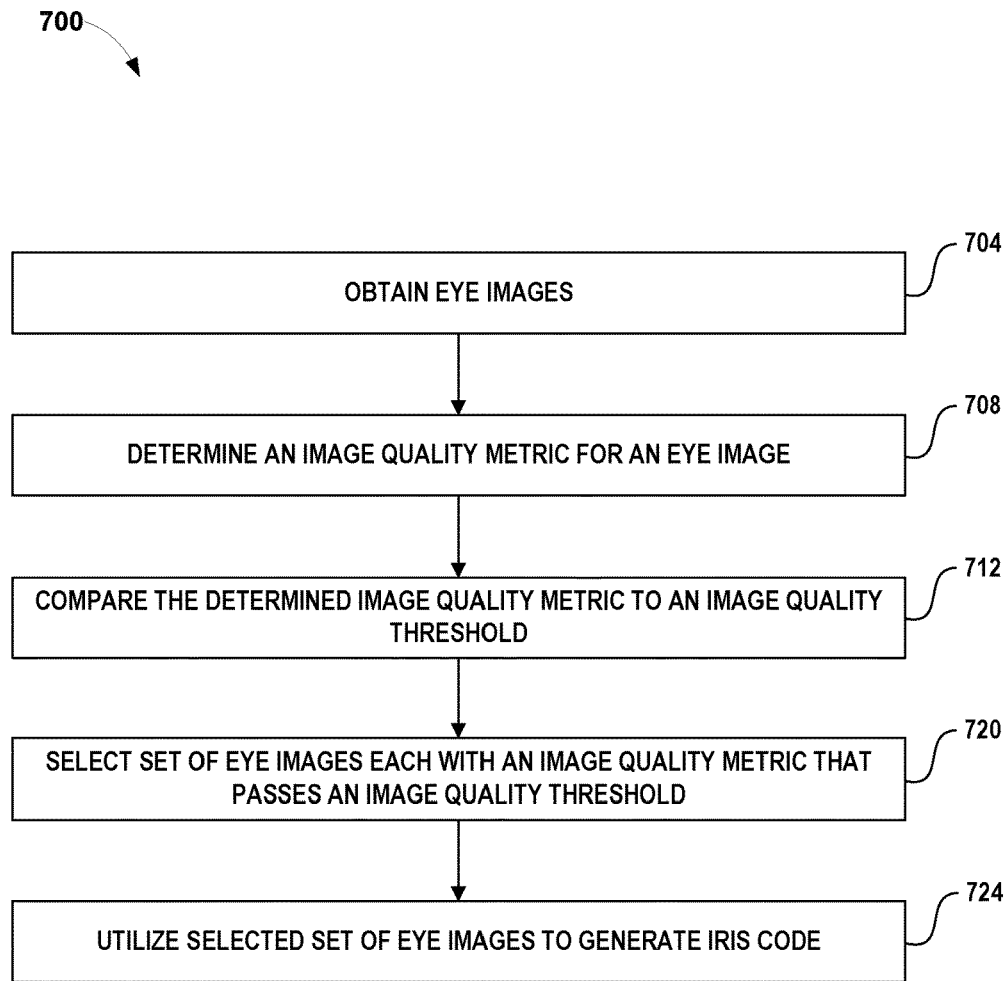 700
704
OBTAIN EYE IMAGES
708
DETERMINE AN IMAGE QUALITY METRIC FOR AN EYE IMAGE
712
COMPARE THE DETERMINED IMAGE QUALITY METRIC TO AN IMAGE QUALITY
THRESHOLD
720
SELECT SET OF EYE IMAGES EACH WITH AN IMAGE QUALITY METRIC THAT
PASSES AN IMAGE QUALITY THRESHOLD
724
UTILIZE SELECTED SET OF EYE IMAGES TO GENERATE IRIS CODE